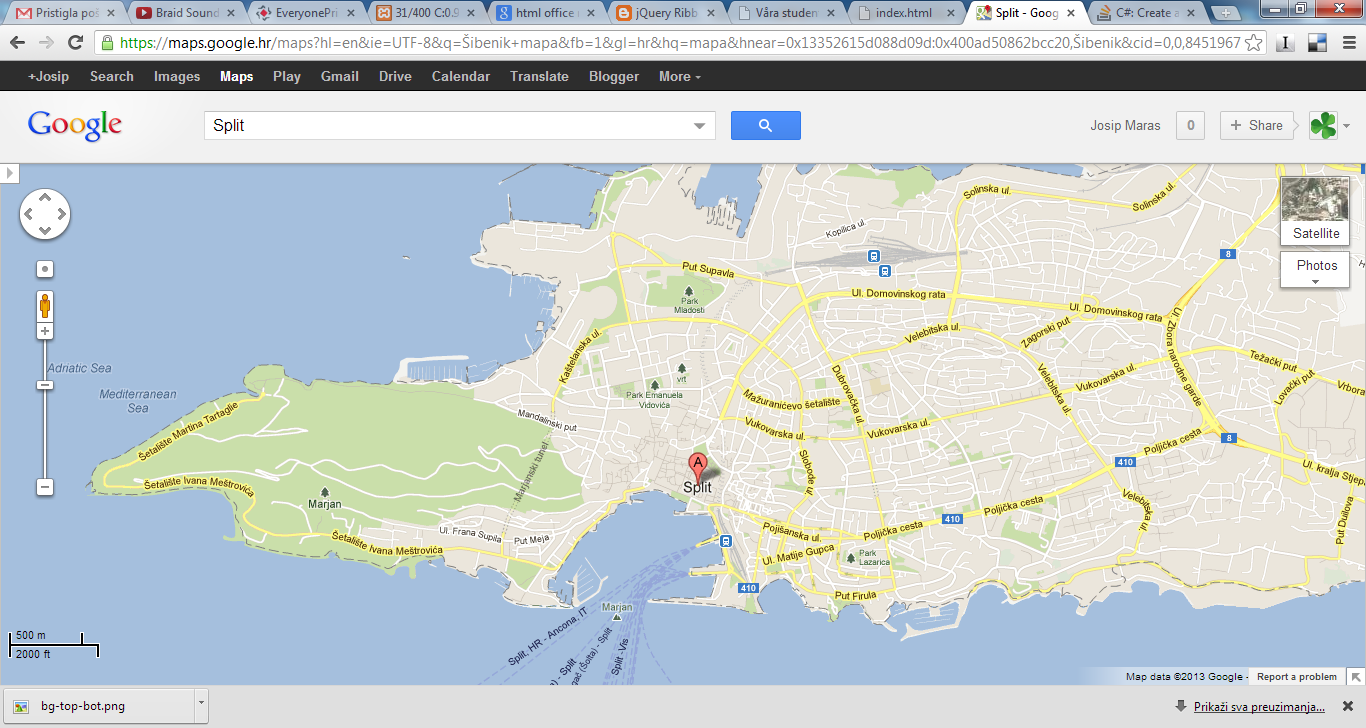 Pristigla poš
Braid Sound
EveryonePri
31/400 C:0.9
html office
jQuery Ribb
Våra studen
index.html
Split - Goog
C#: Create a
https://maps.google.hr/maps?hl=en&ie=UTF-8&q=Šibenik+mapa&fb=1&gl=hr&hq=mapa&hnear=0x13352615d088d09d:0x400ad50862bcc20,Šibenik&cid=0,0,8451967
+Josip Search Images Maps Play Gmail Drive Calendar Translate Blogger More
Google
Split
Josip Maras
0
+ Share
Satellite
Photos
Solinska ul.
Solinska ul.
Kopilica ul.
8
Put Supavla
Park
Mladosti
Ul. Domovinskog rata
Ul. Domovinskog rata
Ul. Zbora narodne garde
Kaštelanska ul.
Velebitska ul.
Zagorski put
Težački put
Adriatic Sea
Mediterranean
Sea
vrt
Park Emanuela
Vidovića
Dubrovačka ul.
Velebitska ul.
Vukovarska ul.
Lovački put
Vrbora
Mažuranićevo šetalište
Šetalište Martina Tartaglie
Mandalinski put
Vukovarska ul.
Vukovarska ul.
Poljička cesta
8
Marjanski tunel
A
Split
Slobode ul.
410
ul. kralja Stjep
Šetalište Ivana Meštrovića
Marjan
Velebitska ul.
Put Duilova
Poljička cesta
410
Poljička cesta
Pojišanska ul.
Ul. Frana Supila
Put Meja
Šetalište Ivana Meštrovića
Ul. Matije Gupca
Park
Lazarica
410
Put Firula
Marjan
Split, HR - Ancona, IT
gač (Šolta) - Split
- Split
Split -Vis
500 m
2000 ft
Map data ©2013 Google -
Report a problem
bg-top-bot.png
Prikaži sva preuzimanja...